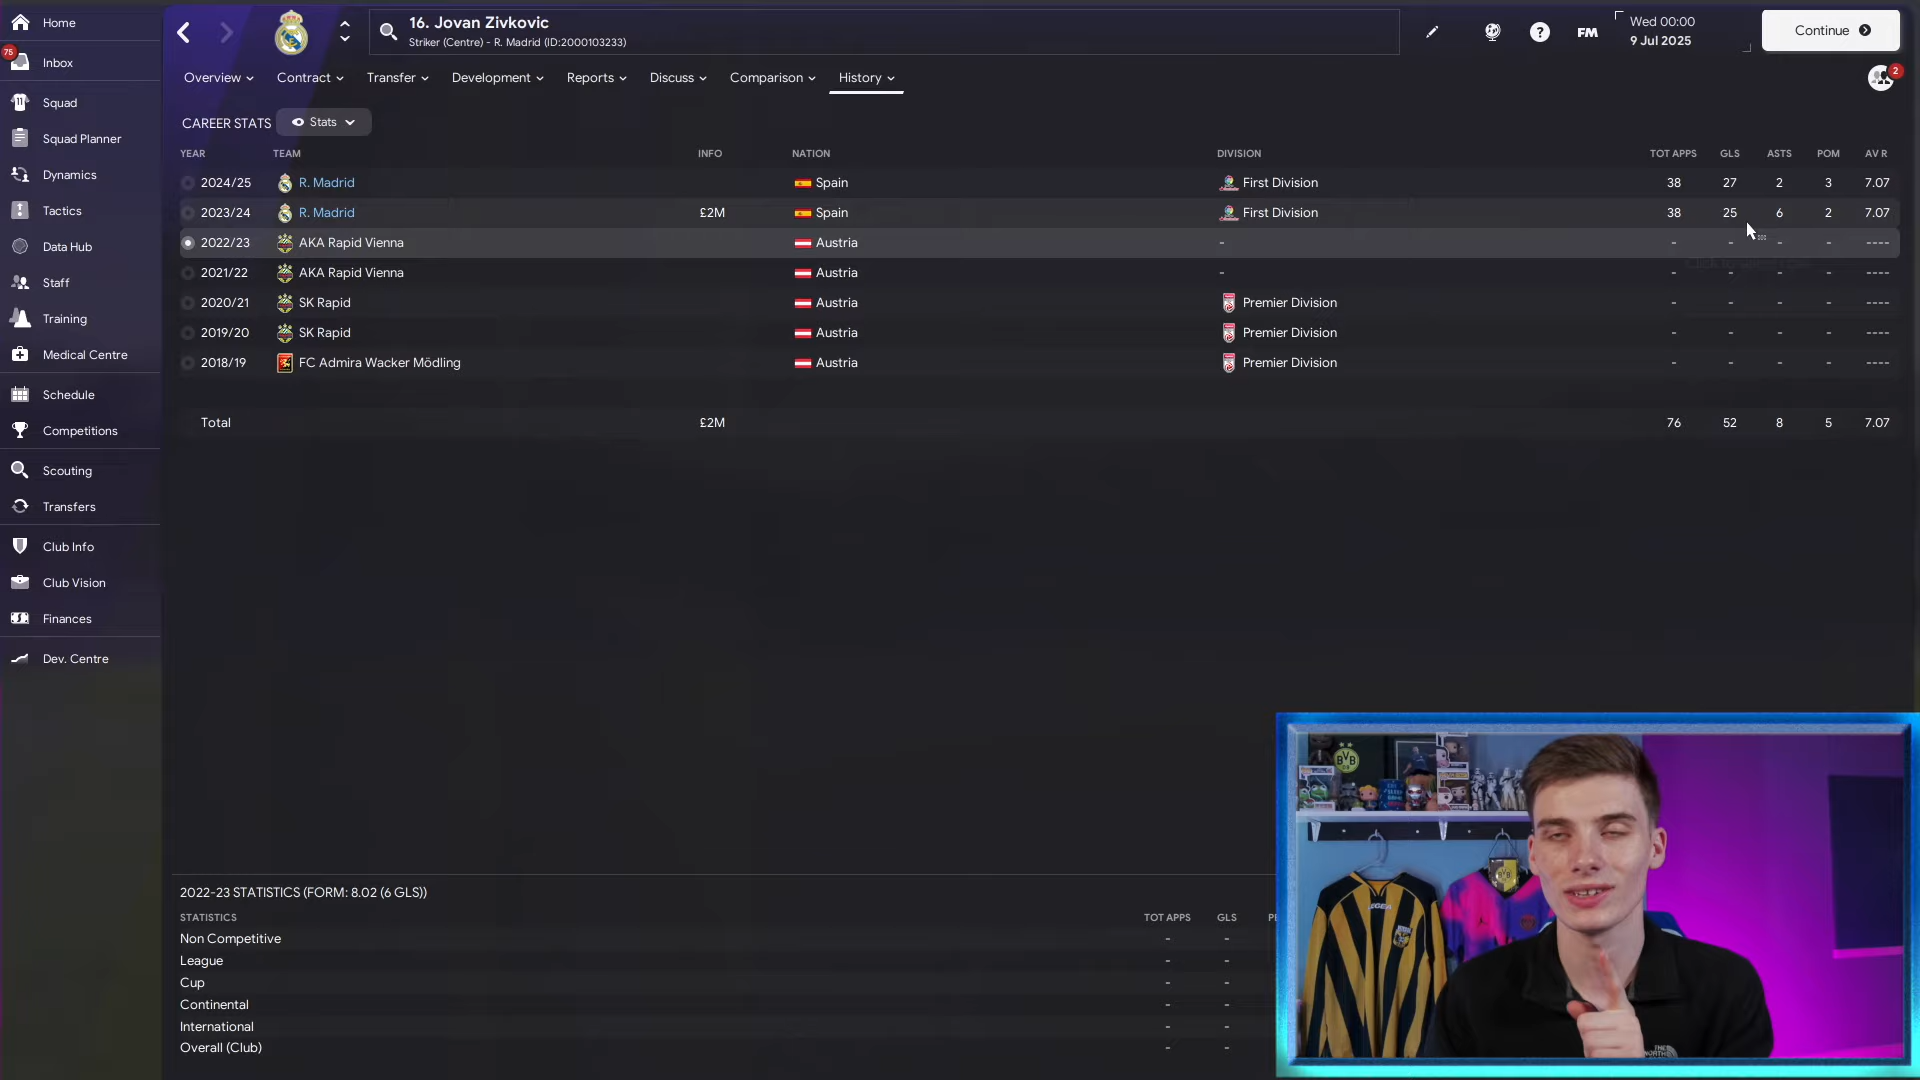 Home
75
Inbox
Squad
Squad Planner
Dynamics
Tactics
Data Hub
Staff
Training
Medical Centre
Schedule
Competitions
Scouting
Transfers
Club Info
Club Vision
Finances
Dev. Centre
16. Jovan Zivkovic
Striker (Centre) - R. Madrid (ID:2000103233)
? FM
Wed 00:00
9 Jul 2025
Continue
Overview Contract Transfer Development Reports Discuss Comparison History
2
CAREER STATS Stats
YEAR TEAM INFO NATION DIVISION TOT APPS GLS ASTS POM AV R
2024/25 R. Madrid Spain First Division 38 27 2 3 7.07
2023/24 R. Madrid £2M Spain First Division 38 25 6 2 7.07
2022/23 AKA Rapid Vienna Austria - - - - - ----
2021/22 AKA Rapid Vienna Austria - - - - - ----
2020/21 SK Rapid Austria Premier Division - - - - ----
2019/20 SK Rapid Austria Premier Division - - - - ----
2018/19 FC Admira Wacker Mödling Austria Premier Division - - - - ----
Total £2M 76 52 8 5 7.07
2022-23 STATISTICS (FORM: 8.02 (6 GLS))
STATISTICS TOT APPS GLS
Non Competitive - -
League - -
Cup - -
Continental - -
International - -
Overall (Club) - -
BVB
09
LEGEA
THE
NORTH